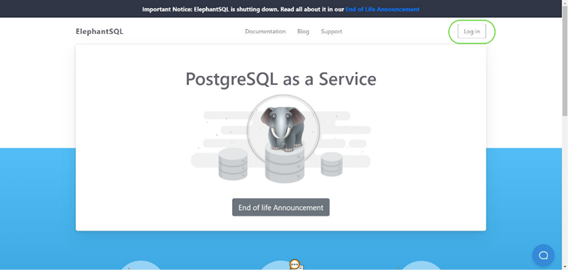 Important Notice: ElephantSQL is shutting down. Read all about it in our End of Life Announcement
ElephantSQL
Documentation Blog Support
Log in
PostgreSQL as a Service
End of life Announcement